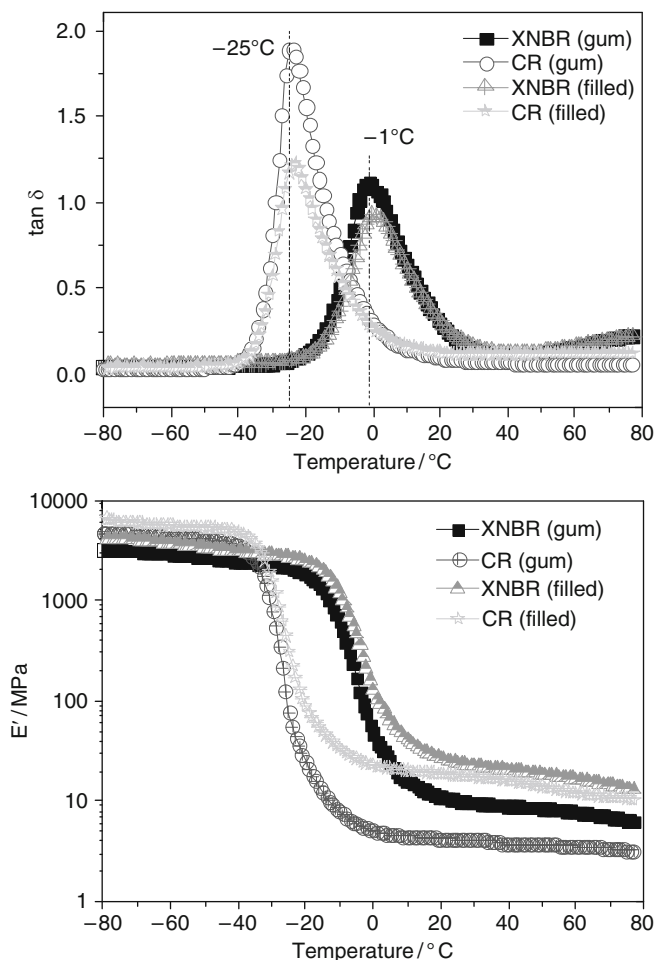 2.0
1.5
1.0
0.5
0.0
tan δ
−25°C
−1°C
XNBR (gum)
CR (gum)
XNBR (filled)
CR (filled)
−80 −60 −40 −20 0 20 40 60 80
Temperature / °C
10000
1000
100
10
1
E′ / MPa
XNBR (gum)
CR (gum)
XNBR (filled)
CR (filled)
−80 −60 −40 −20 0 20 40 60 80
Temperature / °C